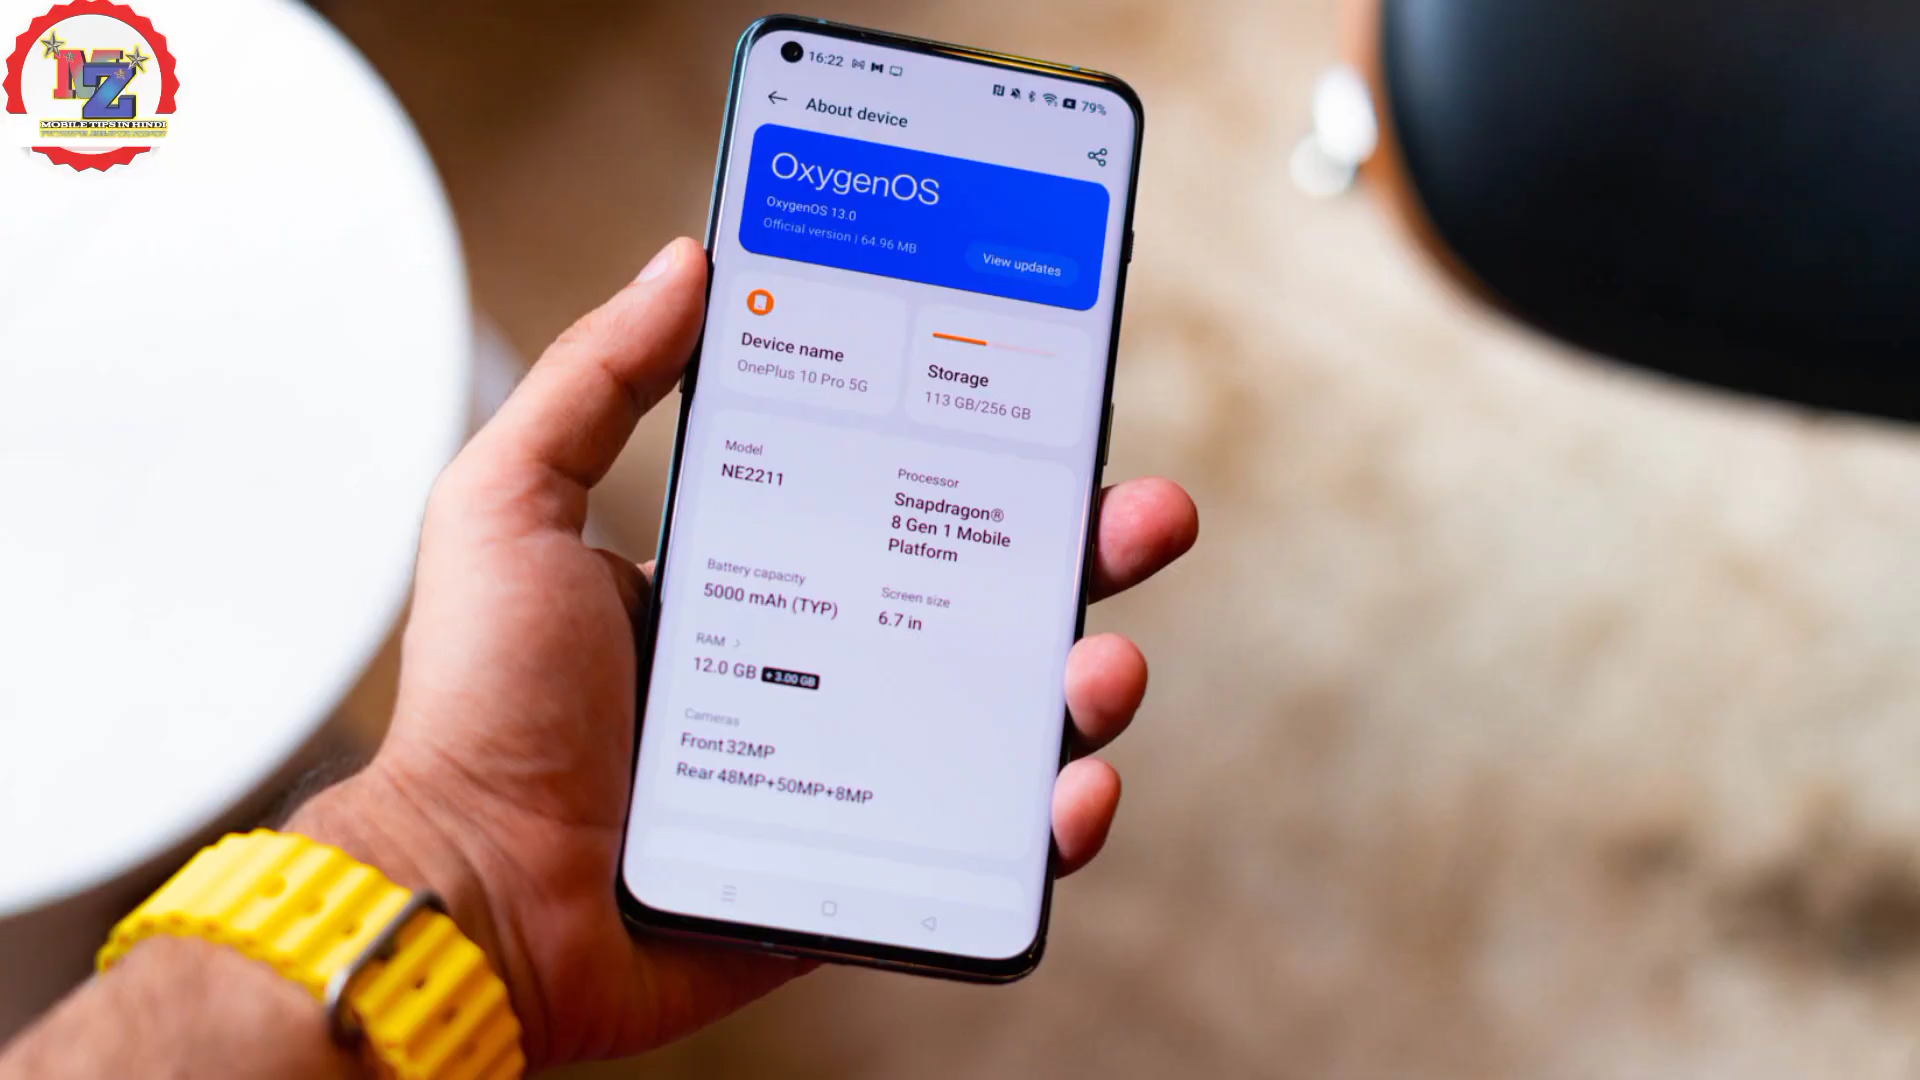 MZ
MOBILE TIPS IN HINDI
16:22
79%
About device
OxygenOS
OxygenOS 13.0
Official version | 64.96 MB
View updates
Device name
OnePlus 10 Pro 5G
Storage
113 GB/256 GB
Model
NE2211
Processor
Snapdragon®
8 Gen 1 Mobile
Platform
Battery capacity
5000 mAh (TYP)
Screen size
6.7 in
RAM >
12.0 GB +3.00 GB
Cameras
Front 32MP
Rear 48MP+50MP+8MP